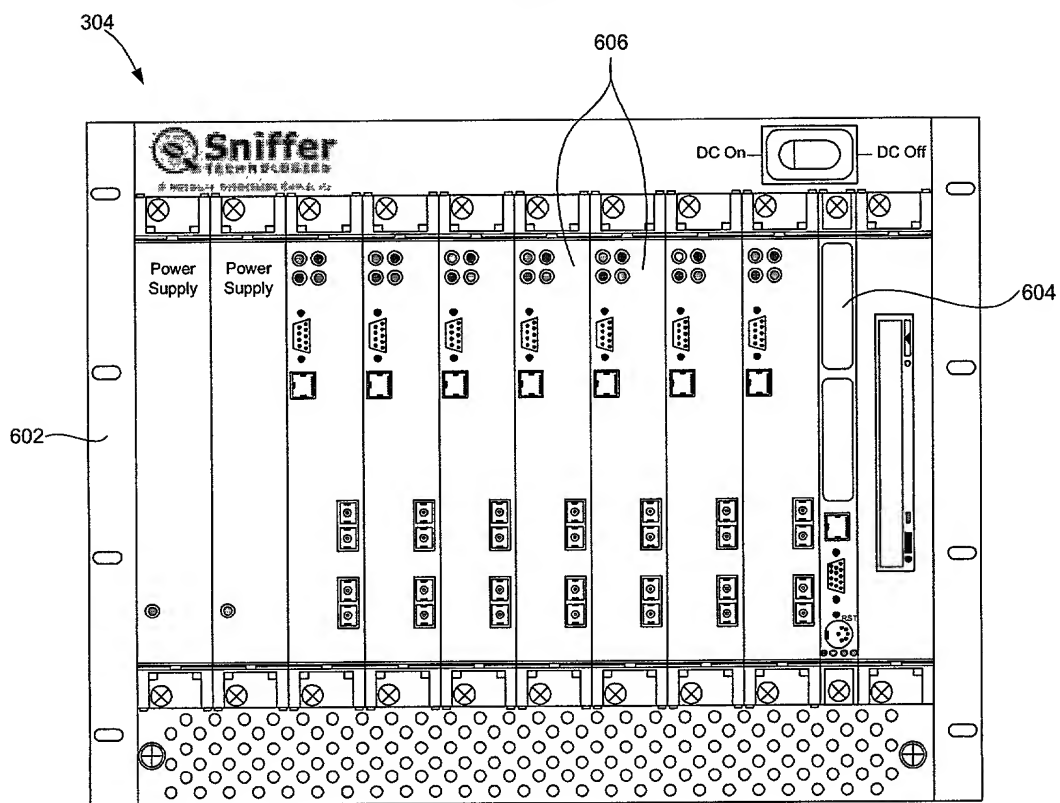 304
606
Sniffer
TECHNOLOGIES
DC On
DC Off
Power
Supply
Power
Supply
604
602
RST